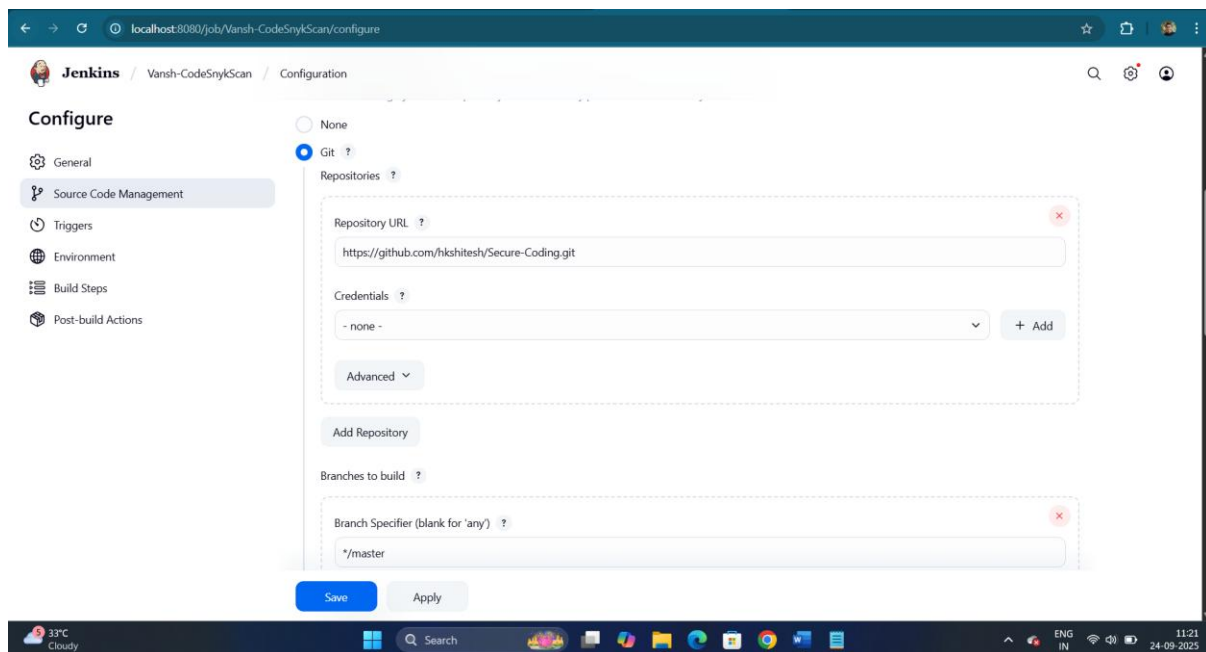 localhost:8080/job/Vansh-CodeSnykScan/configure
Jenkins / Vansh-CodeSnykScan / Configuration
Configure
General
Source Code Management
Triggers
Environment
Build Steps
Post-build Actions
None
Git ?
Repositories ?
Repository URL ?
https://github.com/hkshitesh/Secure-Coding.git
Credentials ?
- none -
+ Add
Advanced
Add Repository
Branches to build ?
Branch Specifier (blank for 'any') ?
*/master
Save
Apply
5
33°C
Cloudy
Search
ENG
IN
11:21
24-09-2025